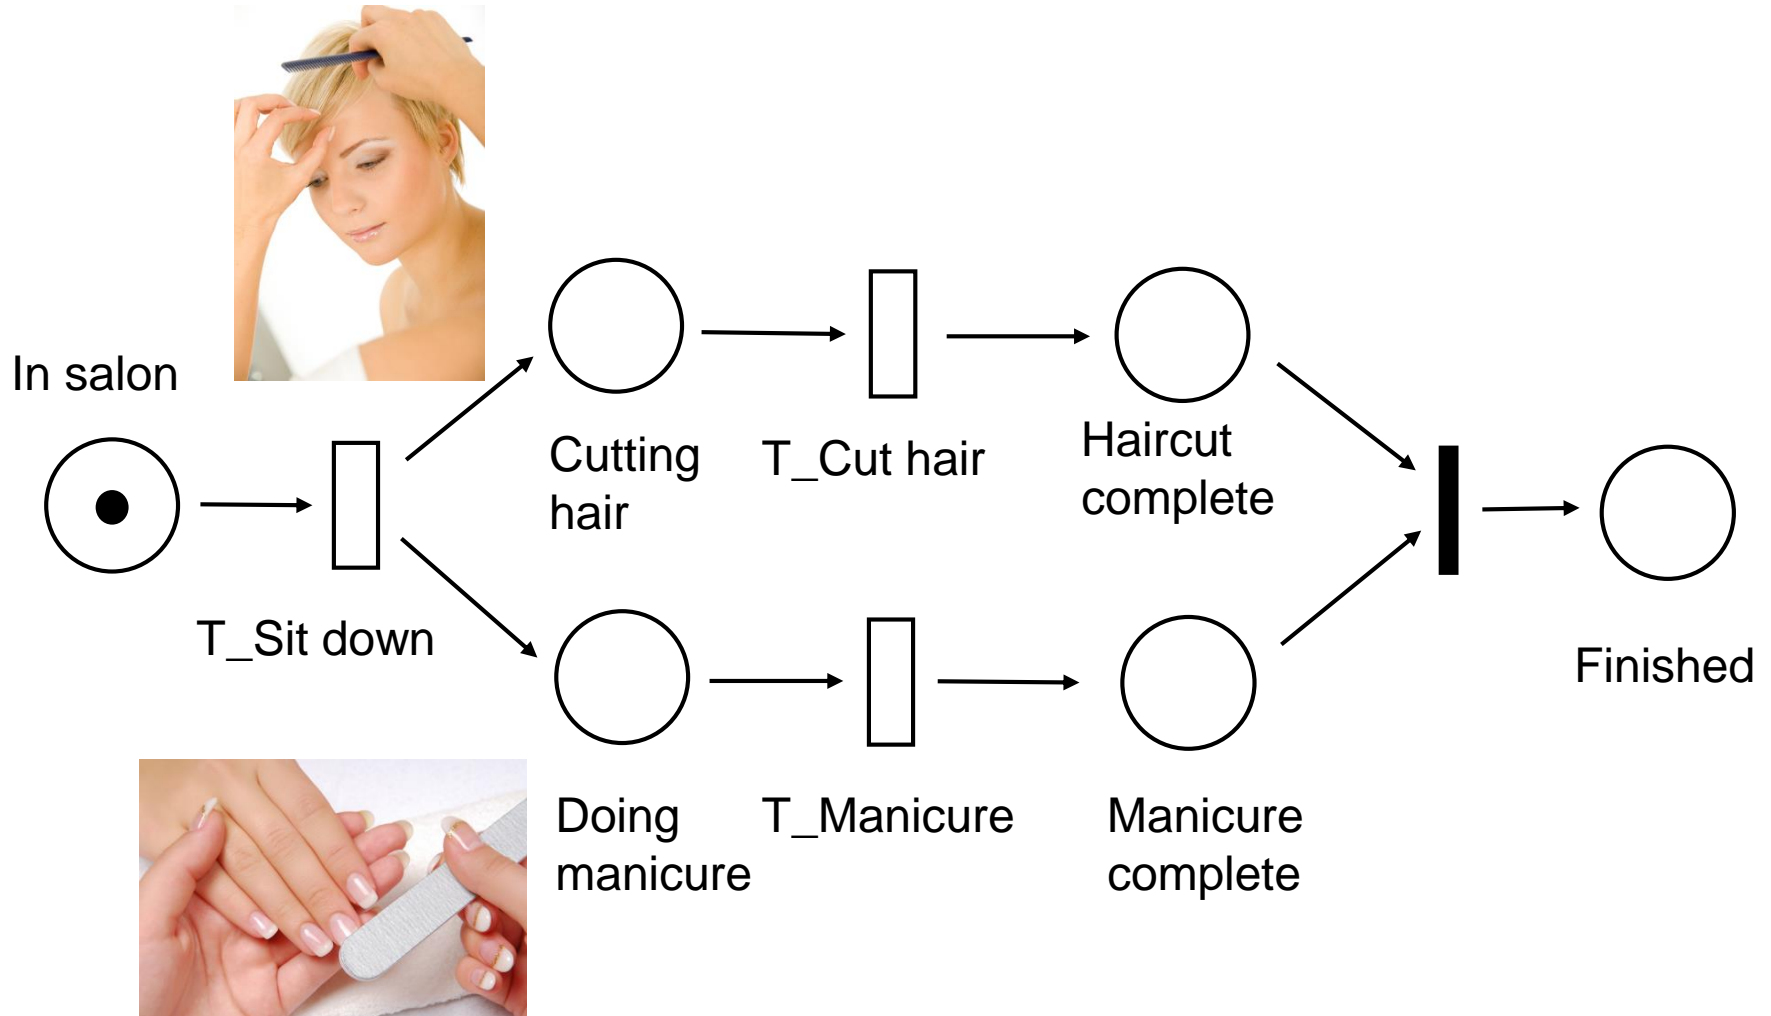 In salon
T_Sit down
Cutting
hair
T_Cut hair
Haircut
complete
Doing
manicure
T_Manicure
Manicure
complete
Finished